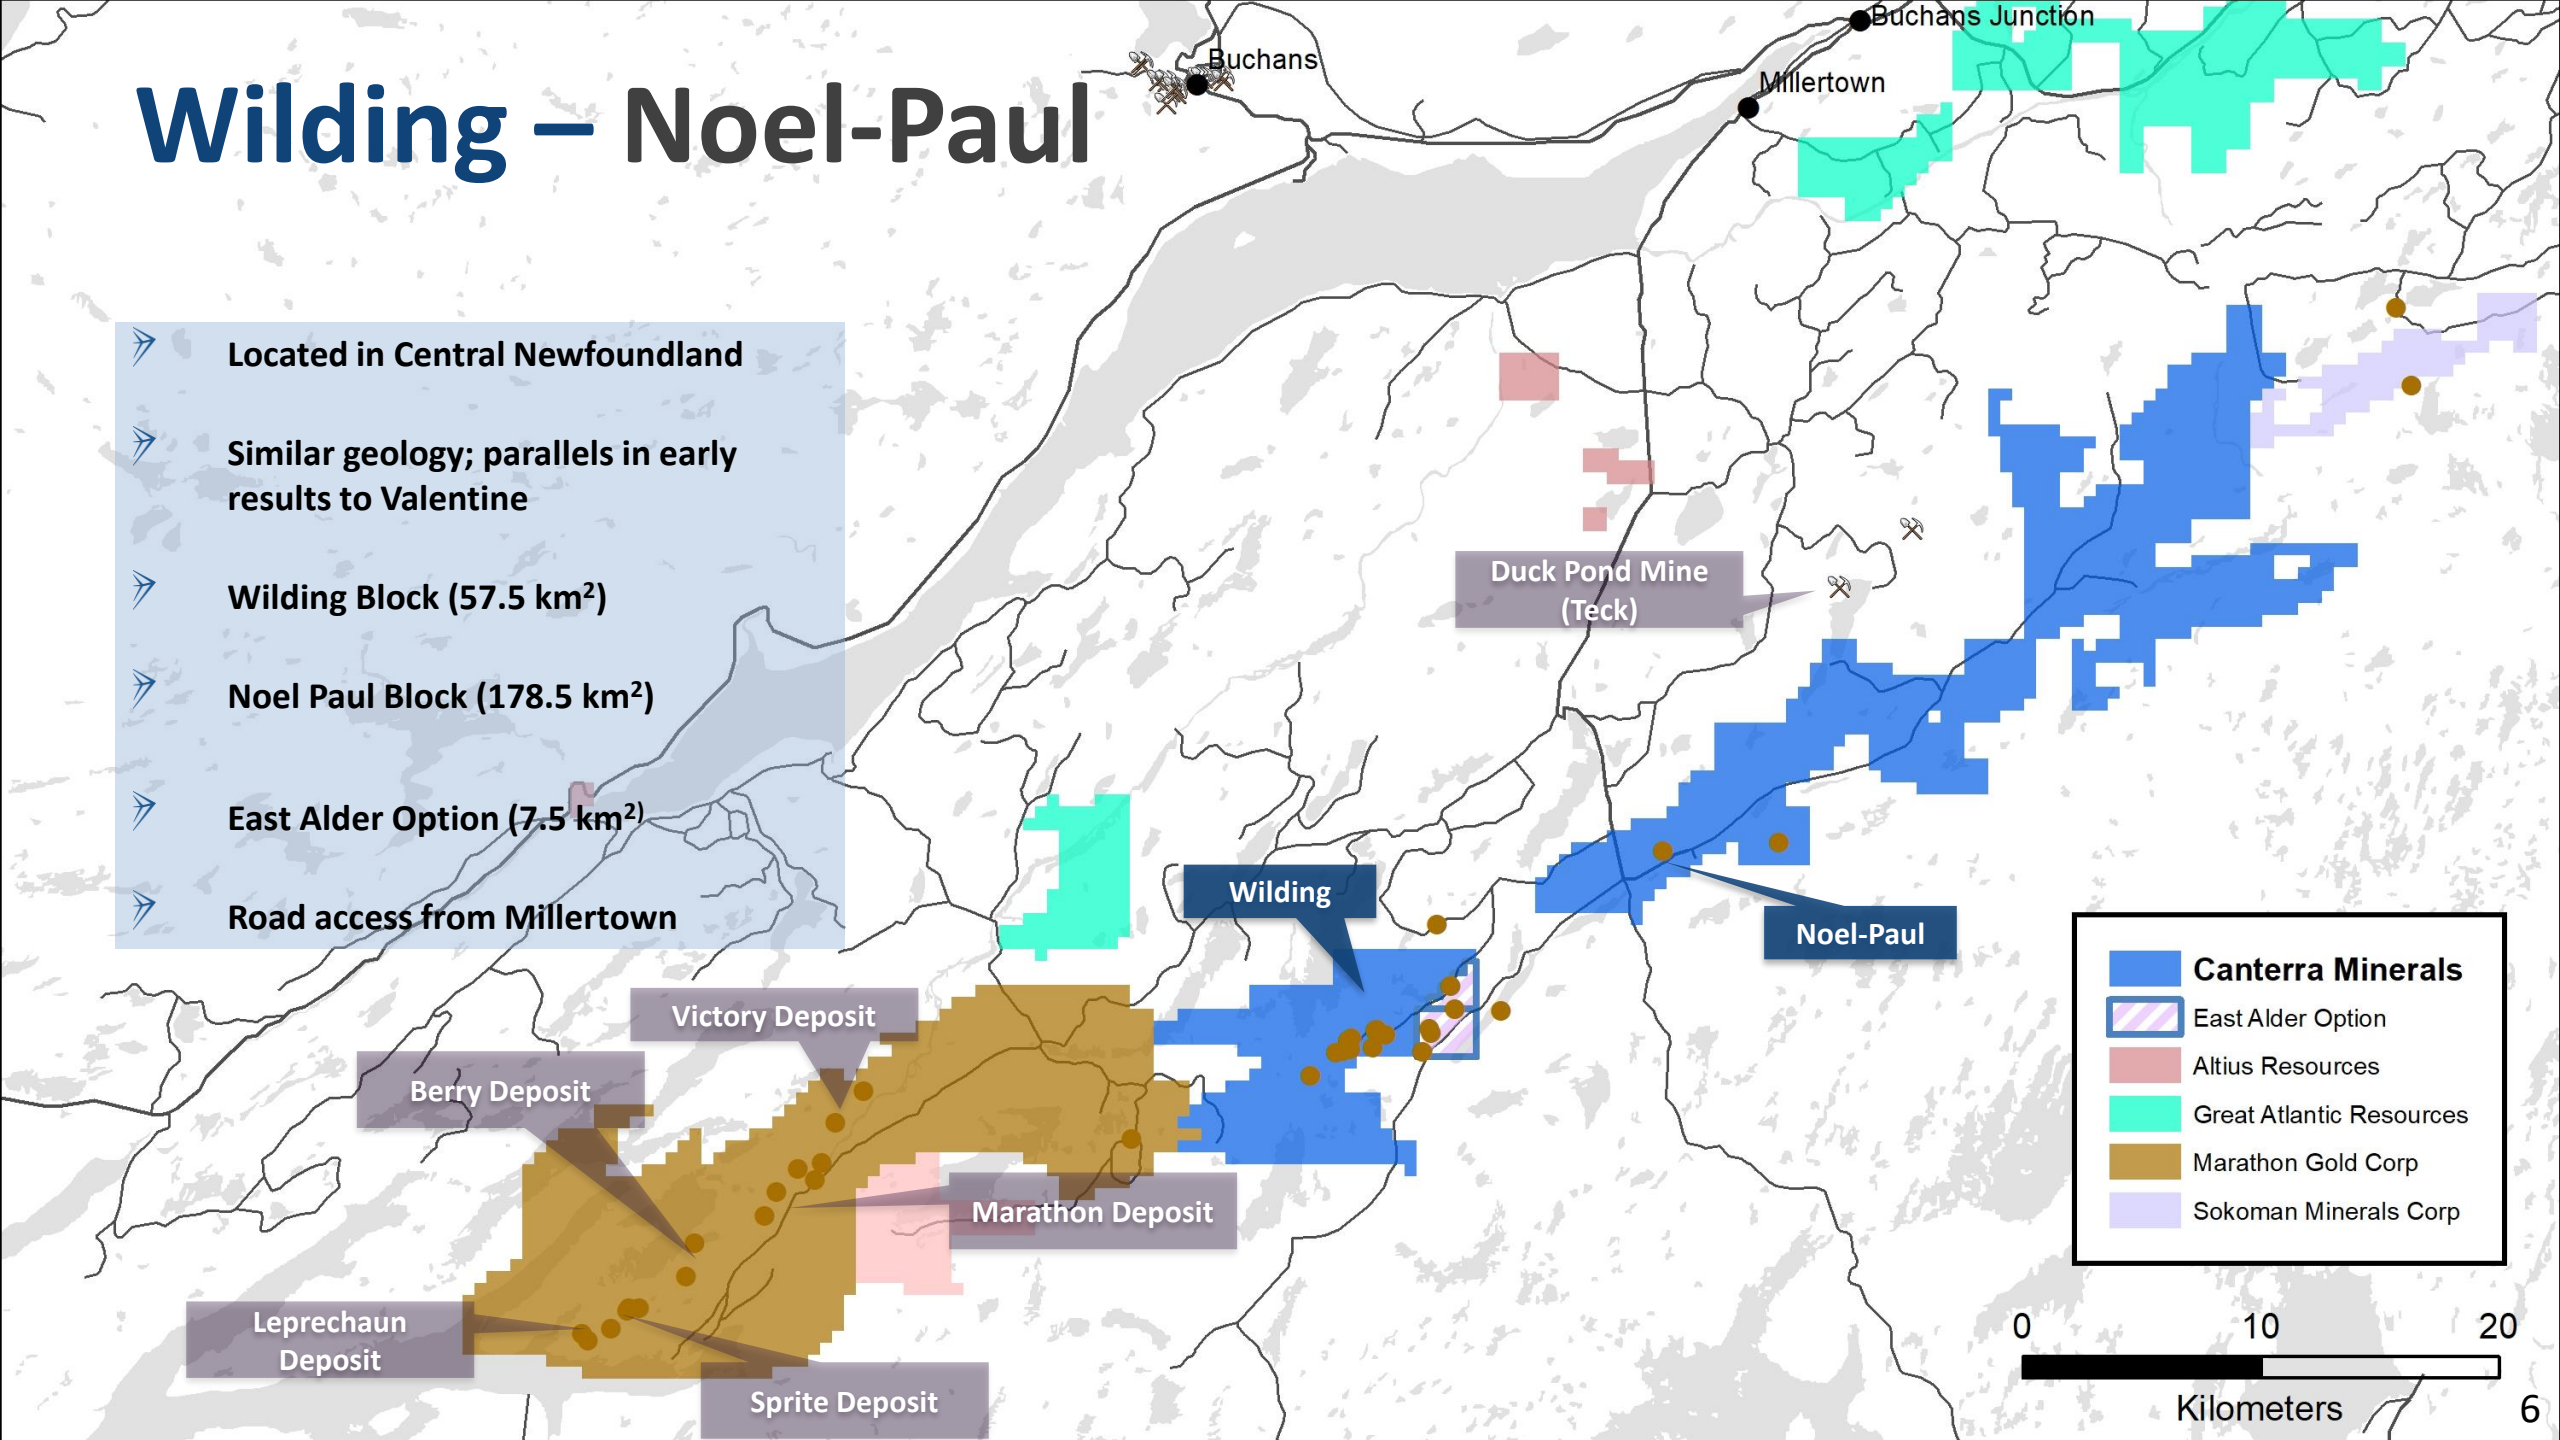 Wilding – Noel-Paul
Buchans
Buchans Junction
Millertown
Located in Central Newfoundland
Similar geology; parallels in early
results to Valentine
Wilding Block (57.5 km²)
Noel Paul Block (178.5 km²)
East Alder Option (7.5 km²⁾
Road access from Millertown
Duck Pond Mine
(Teck)
Wilding
Noel-Paul
Victory Deposit
Berry Deposit
Marathon Deposit
Leprechaun
Deposit
Sprite Deposit
Canterra Minerals
East Alder Option
Altius Resources
Great Atlantic Resources
Marathon Gold Corp
Sokoman Minerals Corp
0 10 20
Kilometers
6